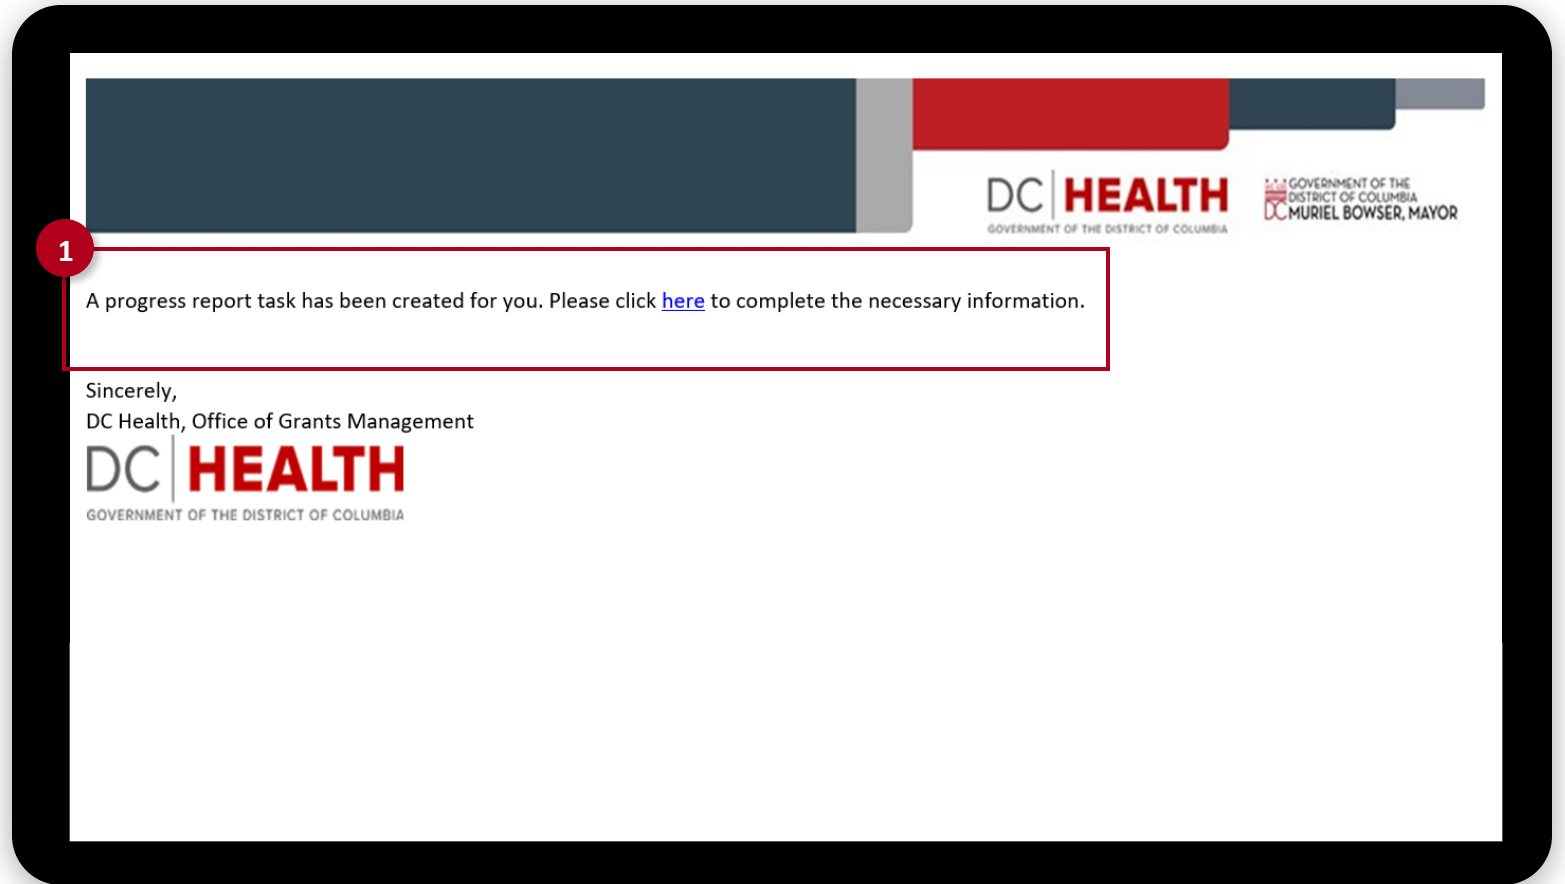 DC HEALTH
GOVERNMENT OF THE DISTRICT OF COLUMBIA
GOVERNMENT OF THE
DISTRICT OF COLUMBIA
DC MURIEL BOWSER, MAYOR
1
A progress report task has been created for you. Please click here to complete the necessary information.
Sincerely,
DC Health, Office of Grants Management
DC HEALTH
GOVERNMENT OF THE DISTRICT OF COLUMBIA